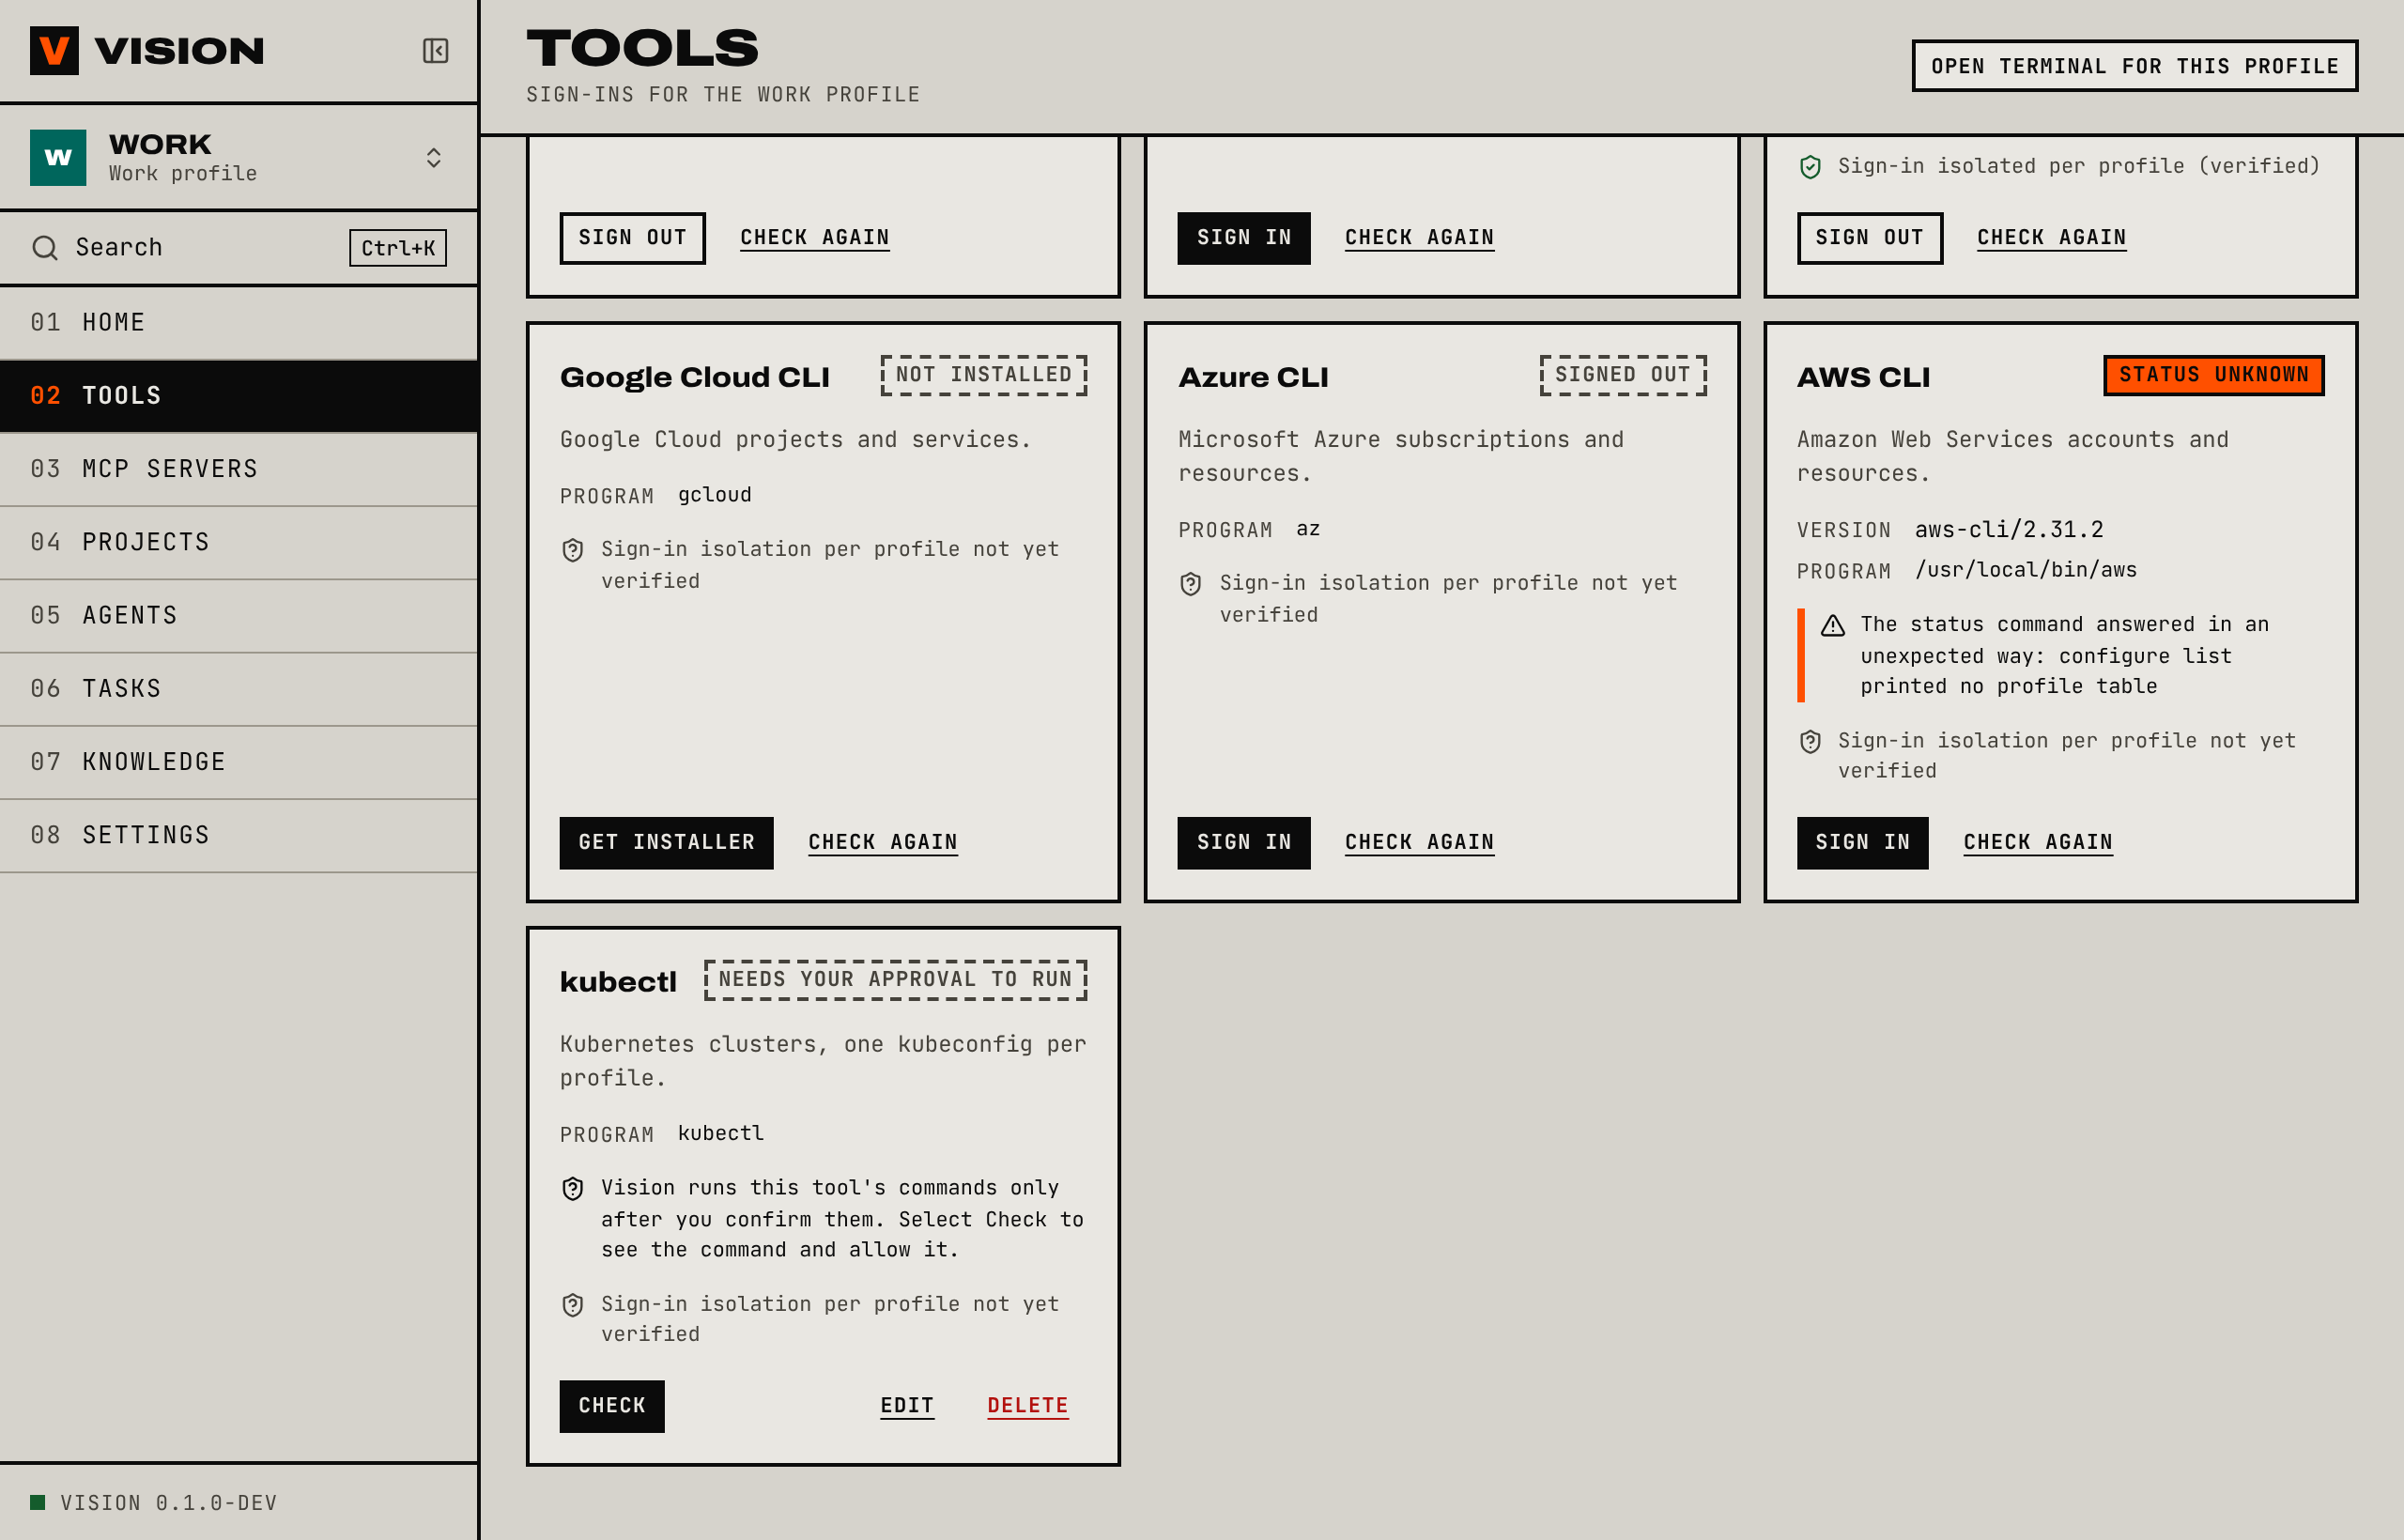 V VISION
WORK
W
Work profile
Search
Ctrl+K
01 HOME
02 TOOLS
03 MCP SERVERS
04 PROJECTS
05 AGENTS
06 TASKS
07 KNOWLEDGE
08 SETTINGS
VISION 0.1.0-DEV
TOOLS
SIGN-INS FOR THE WORK PROFILE
OPEN TERMINAL FOR THIS PROFILE
SIGN OUT
CHECK AGAIN
SIGN IN
CHECK AGAIN
Sign-in isolated per profile (verified)
SIGN OUT
CHECK AGAIN
Google Cloud CLI
NOT INSTALLED
Google Cloud projects and services.
PROGRAM gcloud
Sign-in isolation per profile not yet
verified
GET INSTALLER
CHECK AGAIN
Azure CLI
SIGNED OUT
Microsoft Azure subscriptions and
resources.
PROGRAM az
Sign-in isolation per profile not yet
verified
SIGN IN
CHECK AGAIN
AWS CLI
STATUS UNKNOWN
Amazon Web Services accounts and
resources.
VERSION aws-cli/2.31.2
PROGRAM /usr/local/bin/aws
The status command answered in an
unexpected way: configure list
printed no profile table
Sign-in isolation per profile not yet
verified
SIGN IN
CHECK AGAIN
kubectl
NEEDS YOUR APPROVAL TO RUN
Kubernetes clusters, one kubeconfig per
profile.
PROGRAM kubectl
Vision runs this tool's commands only
after you confirm them. Select Check to
see the command and allow it.
Sign-in isolation per profile not yet
verified
CHECK
EDIT
DELETE